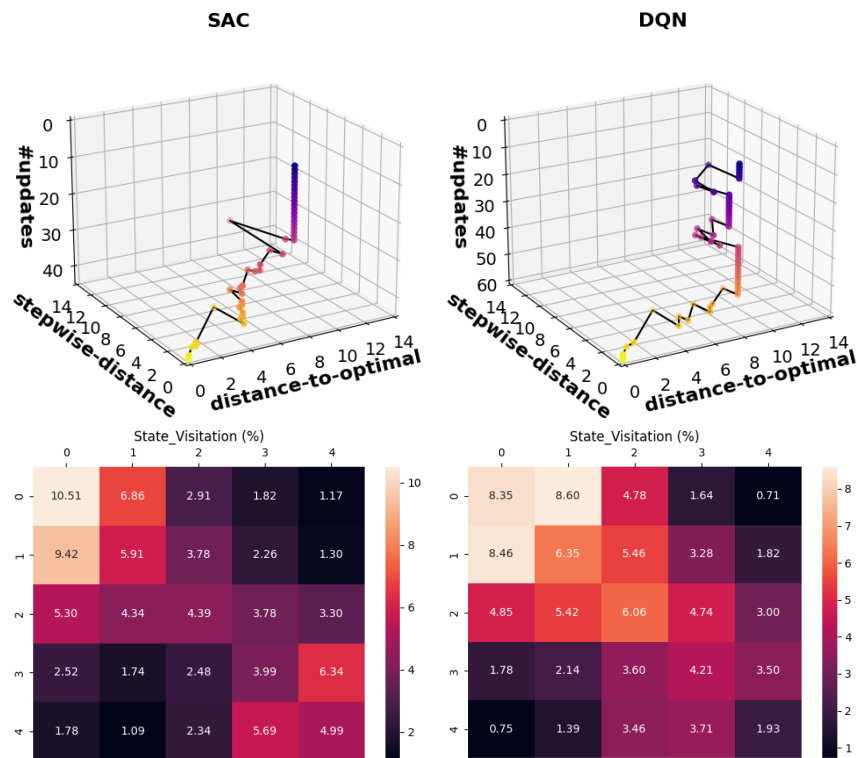 SAC
DQN
0
10
20
30
40
#updates
14
12
10
8
6
4
2
0
stepwise-distance
0
2
4
6
8
10
12
14
distance-to-optimal
0
10
20
30
40
50
60
#updates
14
12
10
8
6
4
2
0
stepwise-distance
0
2
4
6
8
10
12
14
distance-to-optimal
State_Visitation (%)
0 1 2 3 4
0 10.51 6.86 2.91 1.82 1.17
1 9.42 5.91 3.78 2.26 1.30
2 5.30 4.34 4.39 3.78 3.30
3 2.52 1.74 2.48 3.99 6.34
4 1.78 1.09 2.34 5.69 4.99
10
8
6
4
2
State_Visitation (%)
0 1 2 3 4
0 8.35 8.60 4.78 1.64 0.71
1 8.46 6.35 5.46 3.28 1.82
2 4.85 5.42 6.06 4.74 3.00
3 1.78 2.14 3.60 4.21 3.50
4 0.75 1.39 3.46 3.71 1.93
8
7
6
5
4
3
2
1